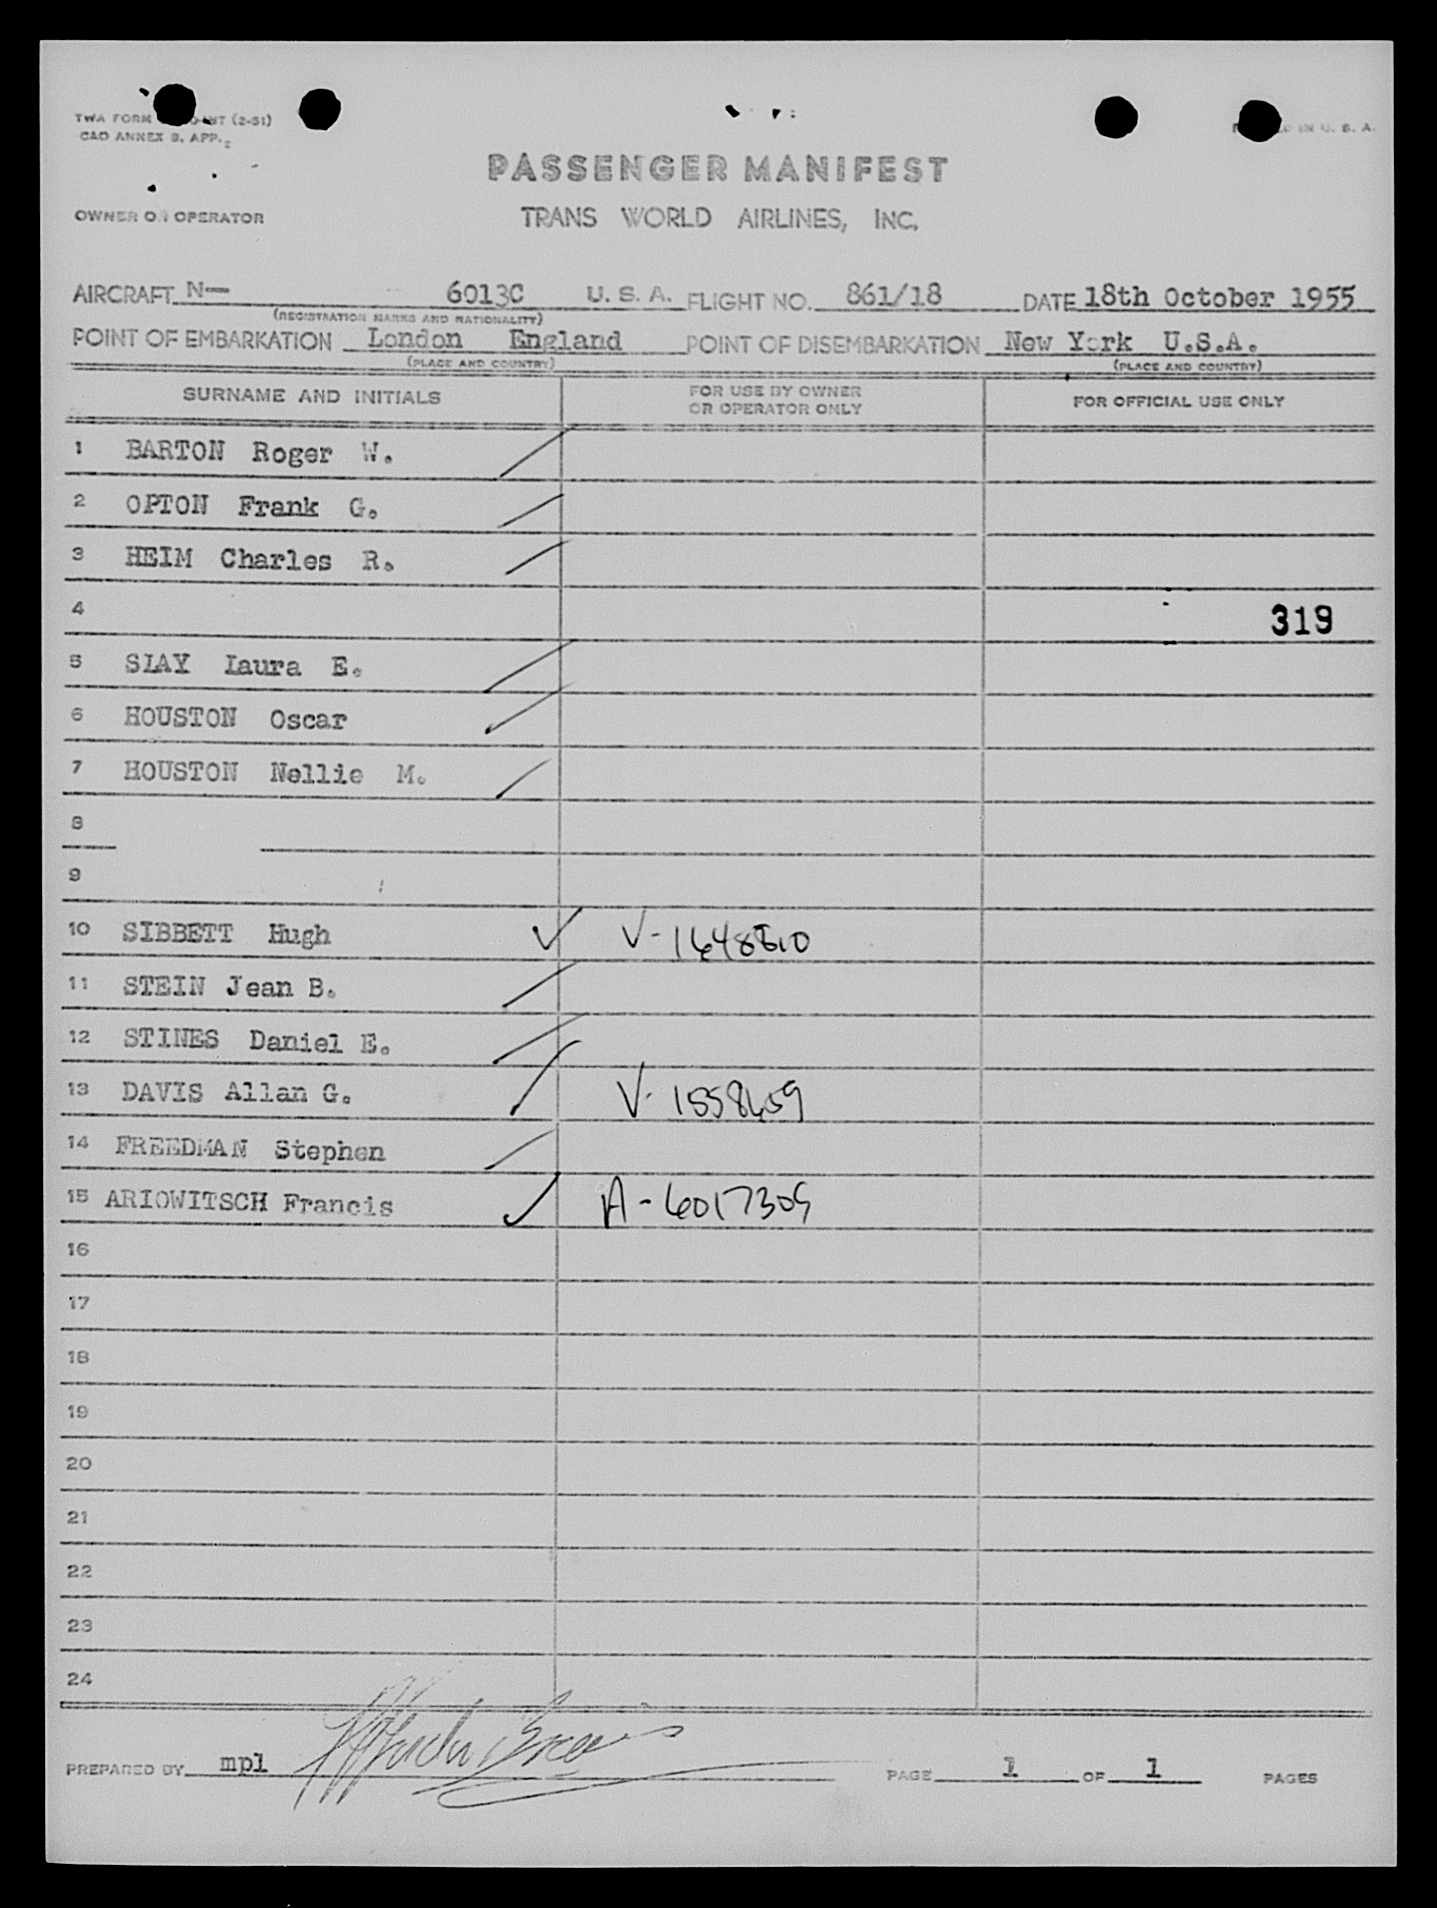 TWA FORM (2-51)
CAO ANNEX 9, APP.
PASSENGER MANIFEST
OWNER OR OPERATOR
TRANS WORLD AIRLINES, INC.
AIRCRAFT N— 6013C U. S. A. FLIGHT NO. 861/18 DATE 18th October 1955
(REGISTRATION MARKS AND NATIONALITY)
POINT OF EMBARKATION London England POINT OF DISEMBARKATION New York U.S.A.
(PLACE AND COUNTRY) (PLACE AND COUNTRY)
SURNAME AND INITIALS FOR USE BY OWNER OR OPERATOR ONLY FOR OFFICIAL USE ONLY
1 BARTON Roger W.
2 OPTON Frank G.
3 HEIM Charles R.
4 319
5 SLAY Laura E.
6 HOUSTON Oscar
7 HOUSTON Nellie M.
8
9
10 SIBBETT Hugh V-1648510
11 STEIN Jean B.
12 STINES Daniel E.
13 DAVIS Allan G. V-1558659
14 FREEDMAN Stephen
15 ARIOWITSCH Francis A-6017305
16
17
18
19
20
21
22
23
24
PREPARED BY mpl PAGE 1 OF 1 PAGES